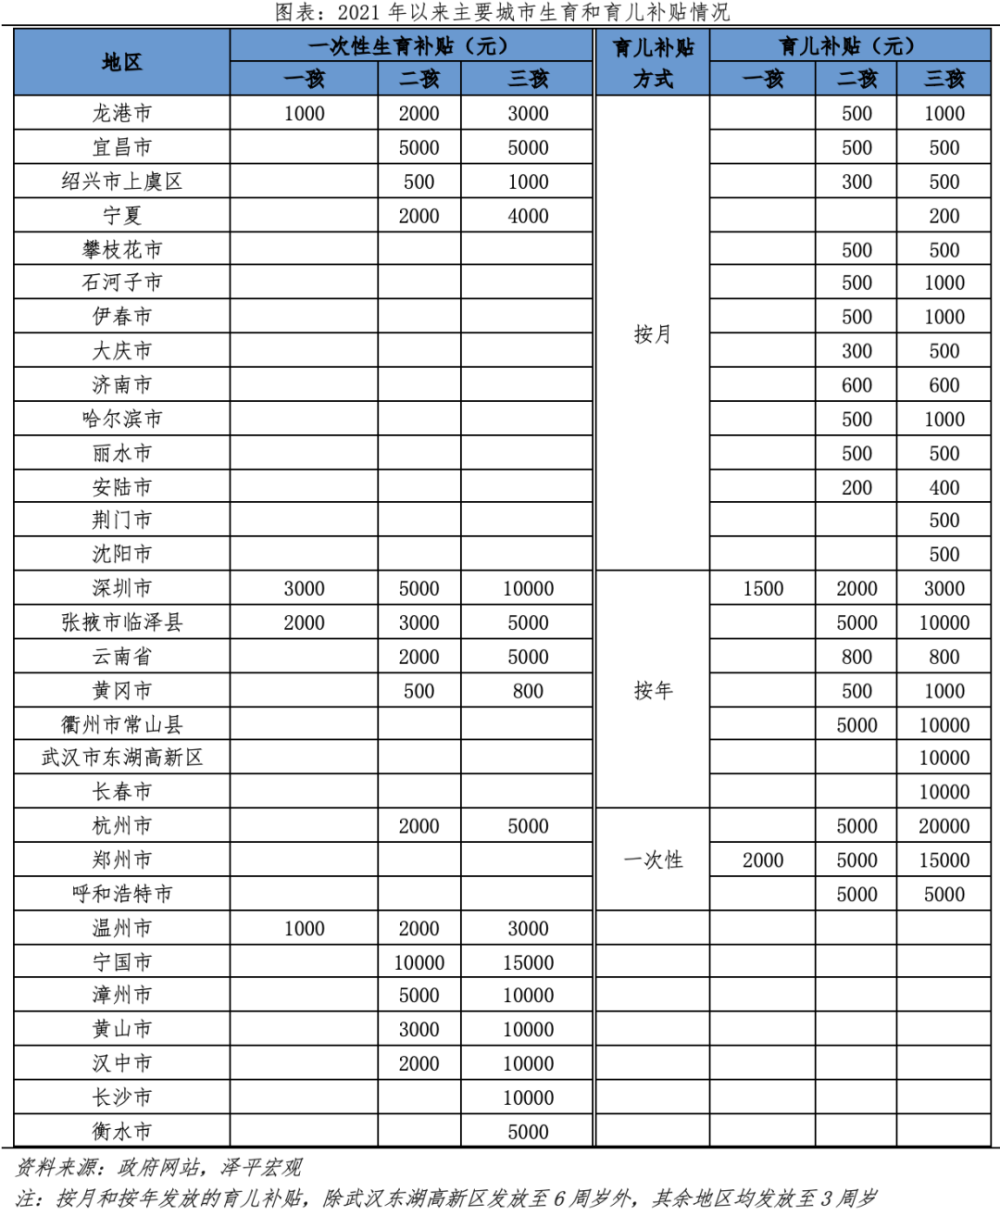 图表：2021 年以来主要城市生育和育儿补贴情况
地区 一次性生育补贴（元） 育儿补贴方式 育儿补贴（元）
一孩 二孩 三孩 一孩 二孩 三孩
龙港市 1000 2000 3000 按月 500 1000
宜昌市 5000 5000 500 500
绍兴市上虞区 500 1000 300 500
宁夏 2000 4000 200
攀枝花市 500 500
石河子市 500 1000
伊春市 500 1000
大庆市 300 500
济南市 600 600
哈尔滨市 500 1000
丽水市 500 500
安陆市 200 400
荆门市 500
沈阳市 500
深圳市 3000 5000 10000 按年 1500 2000 3000
张掖市临泽县 2000 3000 5000 5000 10000
云南省 2000 5000 800 800
黄冈市 500 800 500 1000
衢州市常山县 5000 10000
武汉市东湖高新区 10000
长春市 10000
杭州市 2000 5000 一次性 5000 20000
郑州市 2000 5000 15000
呼和浩特市 5000 5000
温州市 1000 2000 3000
宁国市 10000 15000
漳州市 5000 10000
黄山市 3000 10000
汉中市 2000 10000
长沙市 10000
衡水市 5000
资料来源：政府网站，泽平宏观
注：按月和按年发放的育儿补贴，除武汉东湖高新区发放至 6 周岁外，其余地区均发放至 3 周岁